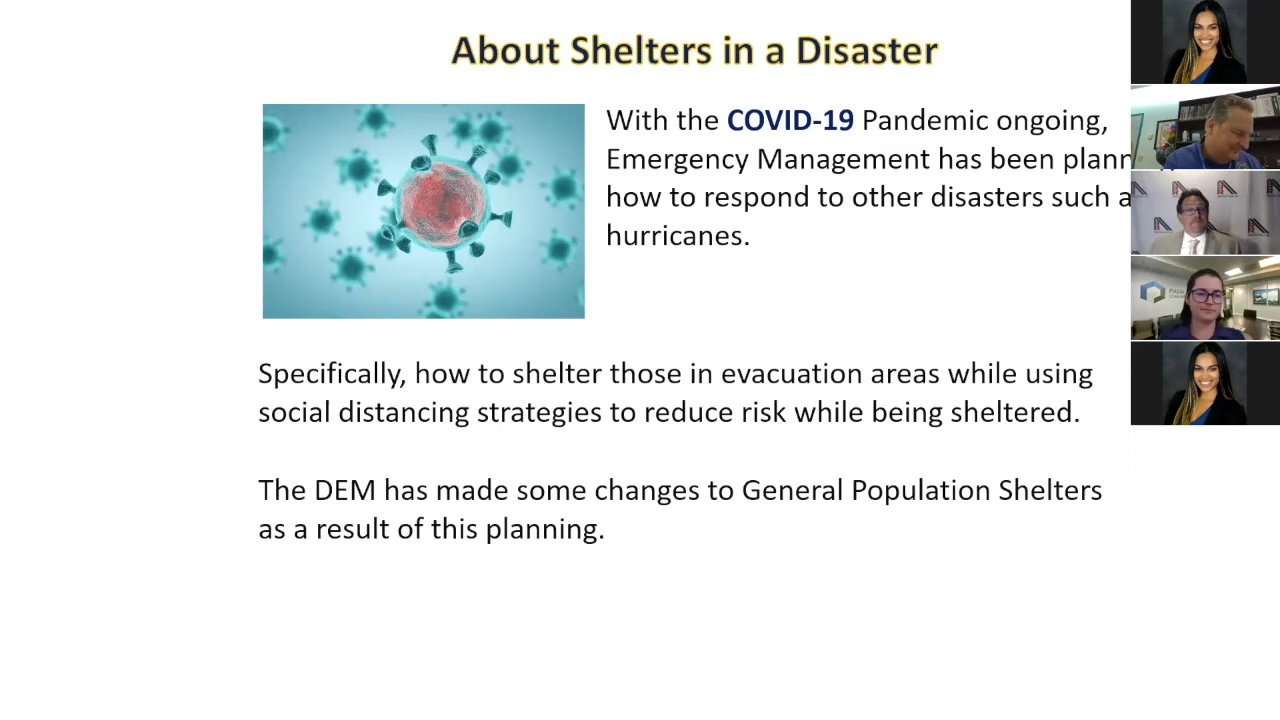 About Shelters in a Disaster
With the COVID-19 Pandemic ongoing,
Emergency Management has been
how to respond to other disasters such
hurricanes.
Specifically, how to shelter those in evacuation areas while using
social distancing strategies to reduce risk while being sheltered.
The DEM has made some changes to General Population Shelters
as a result of this planning.